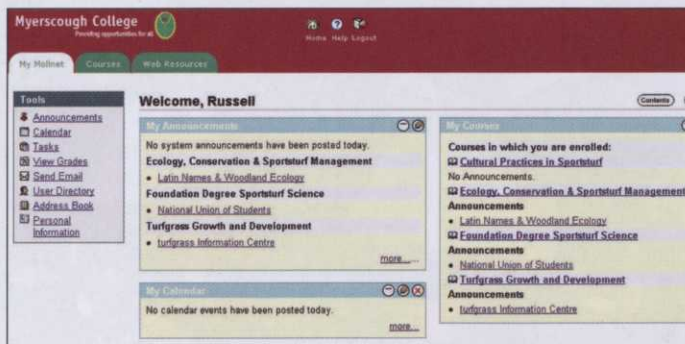 Myerscough College
Providing opportunities for all
Home Help Logout
My Mollnet Courses Web Resources
Tools
Announcements
Calendar
Tasks
View Grades
Send Email
User Directory
Address Book
Personal
Information
Welcome, Russell
Contents
My Announcements
No system announcements have been posted today.
Ecology, Conservation & Sportsturf Management
• Latin Names & Woodland Ecology
Foundation Degree Sportsturf Science
• National Union of Students
Turfgrass Growth and Development
• turfgrass Information Centre
more......
My Calendar
No calendar events have been posted today.
more...
My Courses
Courses in which you are enrolled:
Cultural Practices in Sportsturf
No Announcements.
Ecology, Conservation & Sportsturf Management
Announcements
• Latin Names & Woodland Ecology
Foundation Degree Sportsturf Science
Announcements
• National Union of Students
Turfgrass Growth and Development
Announcements
• turfgrass Information Centre